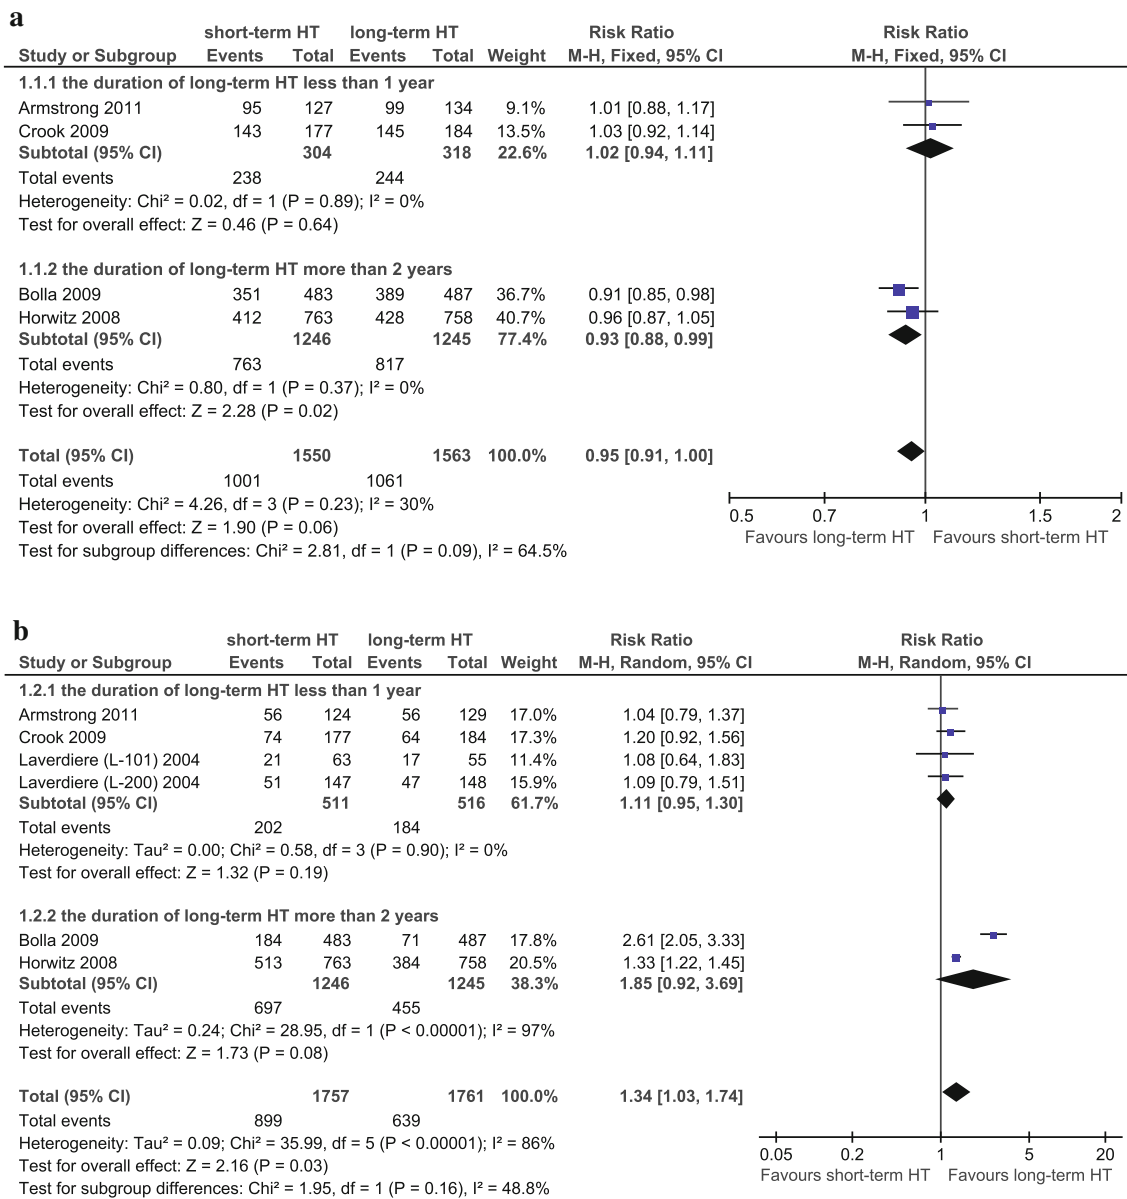 a
short-term HT long-term HT Risk Ratio Risk Ratio
Study or Subgroup Events Total Events Total Weight M-H, Fixed, 95% CI M-H, Fixed, 95% CI
1.1.1 the duration of long-term HT less than 1 year
Armstrong 2011 95 127 99 134 9.1% 1.01 [0.88, 1.17]
Crook 2009 143 177 145 184 13.5% 1.03 [0.92, 1.14]
Subtotal (95% CI) 304 318 22.6% 1.02 [0.94, 1.11]
Total events 238 244
Heterogeneity: Chi² = 0.02, df = 1 (P = 0.89); I² = 0%
Test for overall effect: Z = 0.46 (P = 0.64)
1.1.2 the duration of long-term HT more than 2 years
Bolla 2009 351 483 389 487 36.7% 0.91 [0.85, 0.98]
Horwitz 2008 412 763 428 758 40.7% 0.96 [0.87, 1.05]
Subtotal (95% CI) 1246 1245 77.4% 0.93 [0.88, 0.99]
Total events 763 817
Heterogeneity: Chi² = 0.80, df = 1 (P = 0.37); I² = 0%
Test for overall effect: Z = 2.28 (P = 0.02)
Total (95% CI) 1550 1563 100.0% 0.95 [0.91, 1.00]
Total events 1001 1061
Heterogeneity: Chi² = 4.26, df = 3 (P = 0.23); I² = 30%
Test for overall effect: Z = 1.90 (P = 0.06)
Test for subgroup differences: Chi² = 2.81, df = 1 (P = 0.09), I² = 64.5%
0.5 0.7 1 1.5 2
Favours long-term HT Favours short-term HT
b
short-term HT long-term HT Risk Ratio Risk Ratio
Study or Subgroup Events Total Events Total Weight M-H, Random, 95% CI M-H, Random, 95% CI
1.2.1 the duration of long-term HT less than 1 year
Armstrong 2011 56 124 56 129 17.0% 1.04 [0.79, 1.37]
Crook 2009 74 177 64 184 17.3% 1.20 [0.92, 1.56]
Laverdiere (L-101) 2004 21 63 17 55 11.4% 1.08 [0.64, 1.83]
Laverdiere (L-200) 2004 51 147 47 148 15.9% 1.09 [0.79, 1.51]
Subtotal (95% CI) 511 516 61.7% 1.11 [0.95, 1.30]
Total events 202 184
Heterogeneity: Tau² = 0.00; Chi² = 0.58, df = 3 (P = 0.90); I² = 0%
Test for overall effect: Z = 1.32 (P = 0.19)
1.2.2 the duration of long-term HT more than 2 years
Bolla 2009 184 483 71 487 17.8% 2.61 [2.05, 3.33]
Horwitz 2008 513 763 384 758 20.5% 1.33 [1.22, 1.45]
Subtotal (95% CI) 1246 1245 38.3% 1.85 [0.92, 3.69]
Total events 697 455
Heterogeneity: Tau² = 0.24; Chi² = 28.95, df = 1 (P < 0.00001); I² = 97%
Test for overall effect: Z = 1.73 (P = 0.08)
Total (95% CI) 1757 1761 100.0% 1.34 [1.03, 1.74]
Total events 899 639
Heterogeneity: Tau² = 0.09; Chi² = 35.99, df = 5 (P < 0.00001); I² = 86%
Test for overall effect: Z = 2.16 (P = 0.03)
Test for subgroup differences: Chi² = 1.95, df = 1 (P = 0.16), I² = 48.8%
0.05 0.2 1 5 20
Favours short-term HT Favours long-term HT